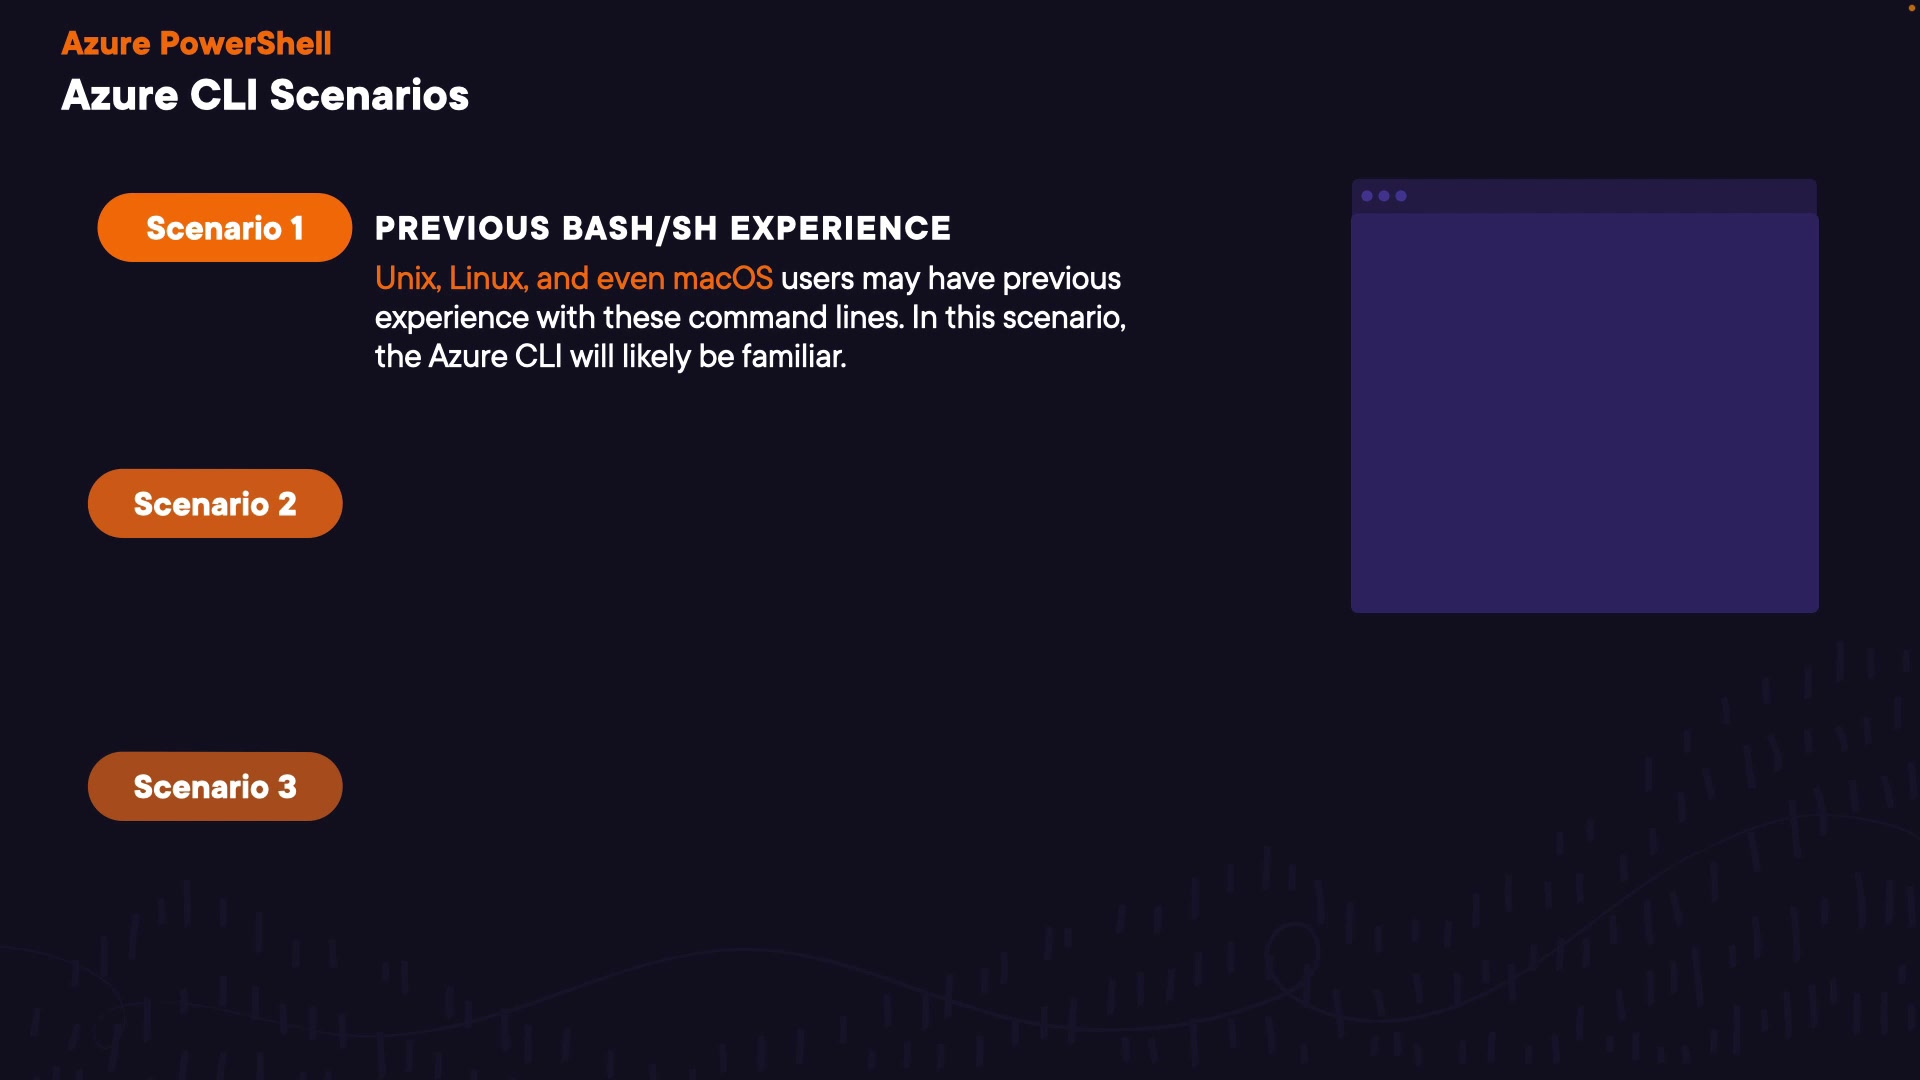 Azure PowerShell
Azure CLI Scenarios
Scenario 1
PREVIOUS BASH/SH EXPERIENCE
Unix, Linux, and even macOS users may have previous
experience with these command lines. In this scenario,
the Azure CLI will likely be familiar.
Scenario 2
Scenario 3